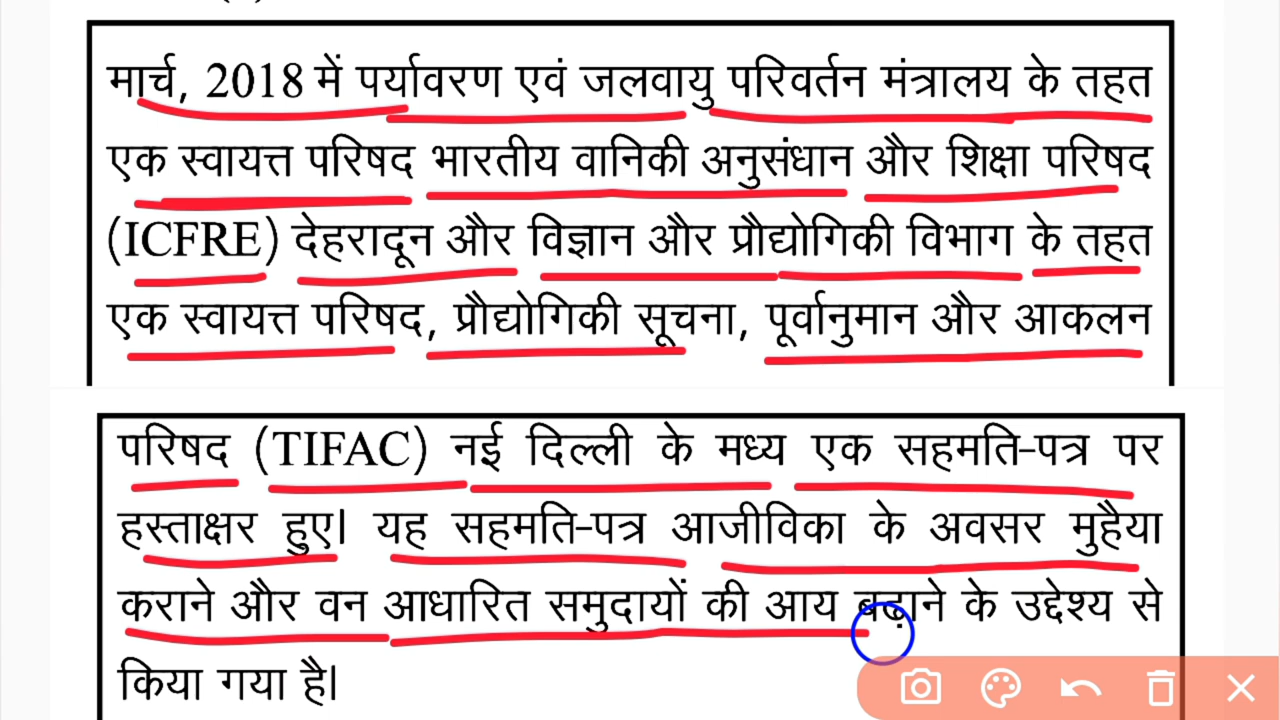 मार्च, 2018 में पर्यावरण एवं जलवायु परिवर्तन मंत्रालय के तहत
एक स्वायत्त परिषद भारतीय वानिकी अनुसंधान और शिक्षा परिषद
(ICFRE) देहरादून और विज्ञान और प्रौद्योगिकी विभाग के तहत
एक स्वायत्त परिषद, प्रौद्योगिकी सूचना, पूर्वानुमान और आकलन
परिषद (TIFAC) नई दिल्ली के मध्य एक सहमति-पत्र पर
हस्ताक्षर हुए। यह सहमति-पत्र आजीविका के अवसर मुहैया
कराने और वन आधारित समुदायों की आय बढ़ाने के उद्देश्य से
किया गया है।